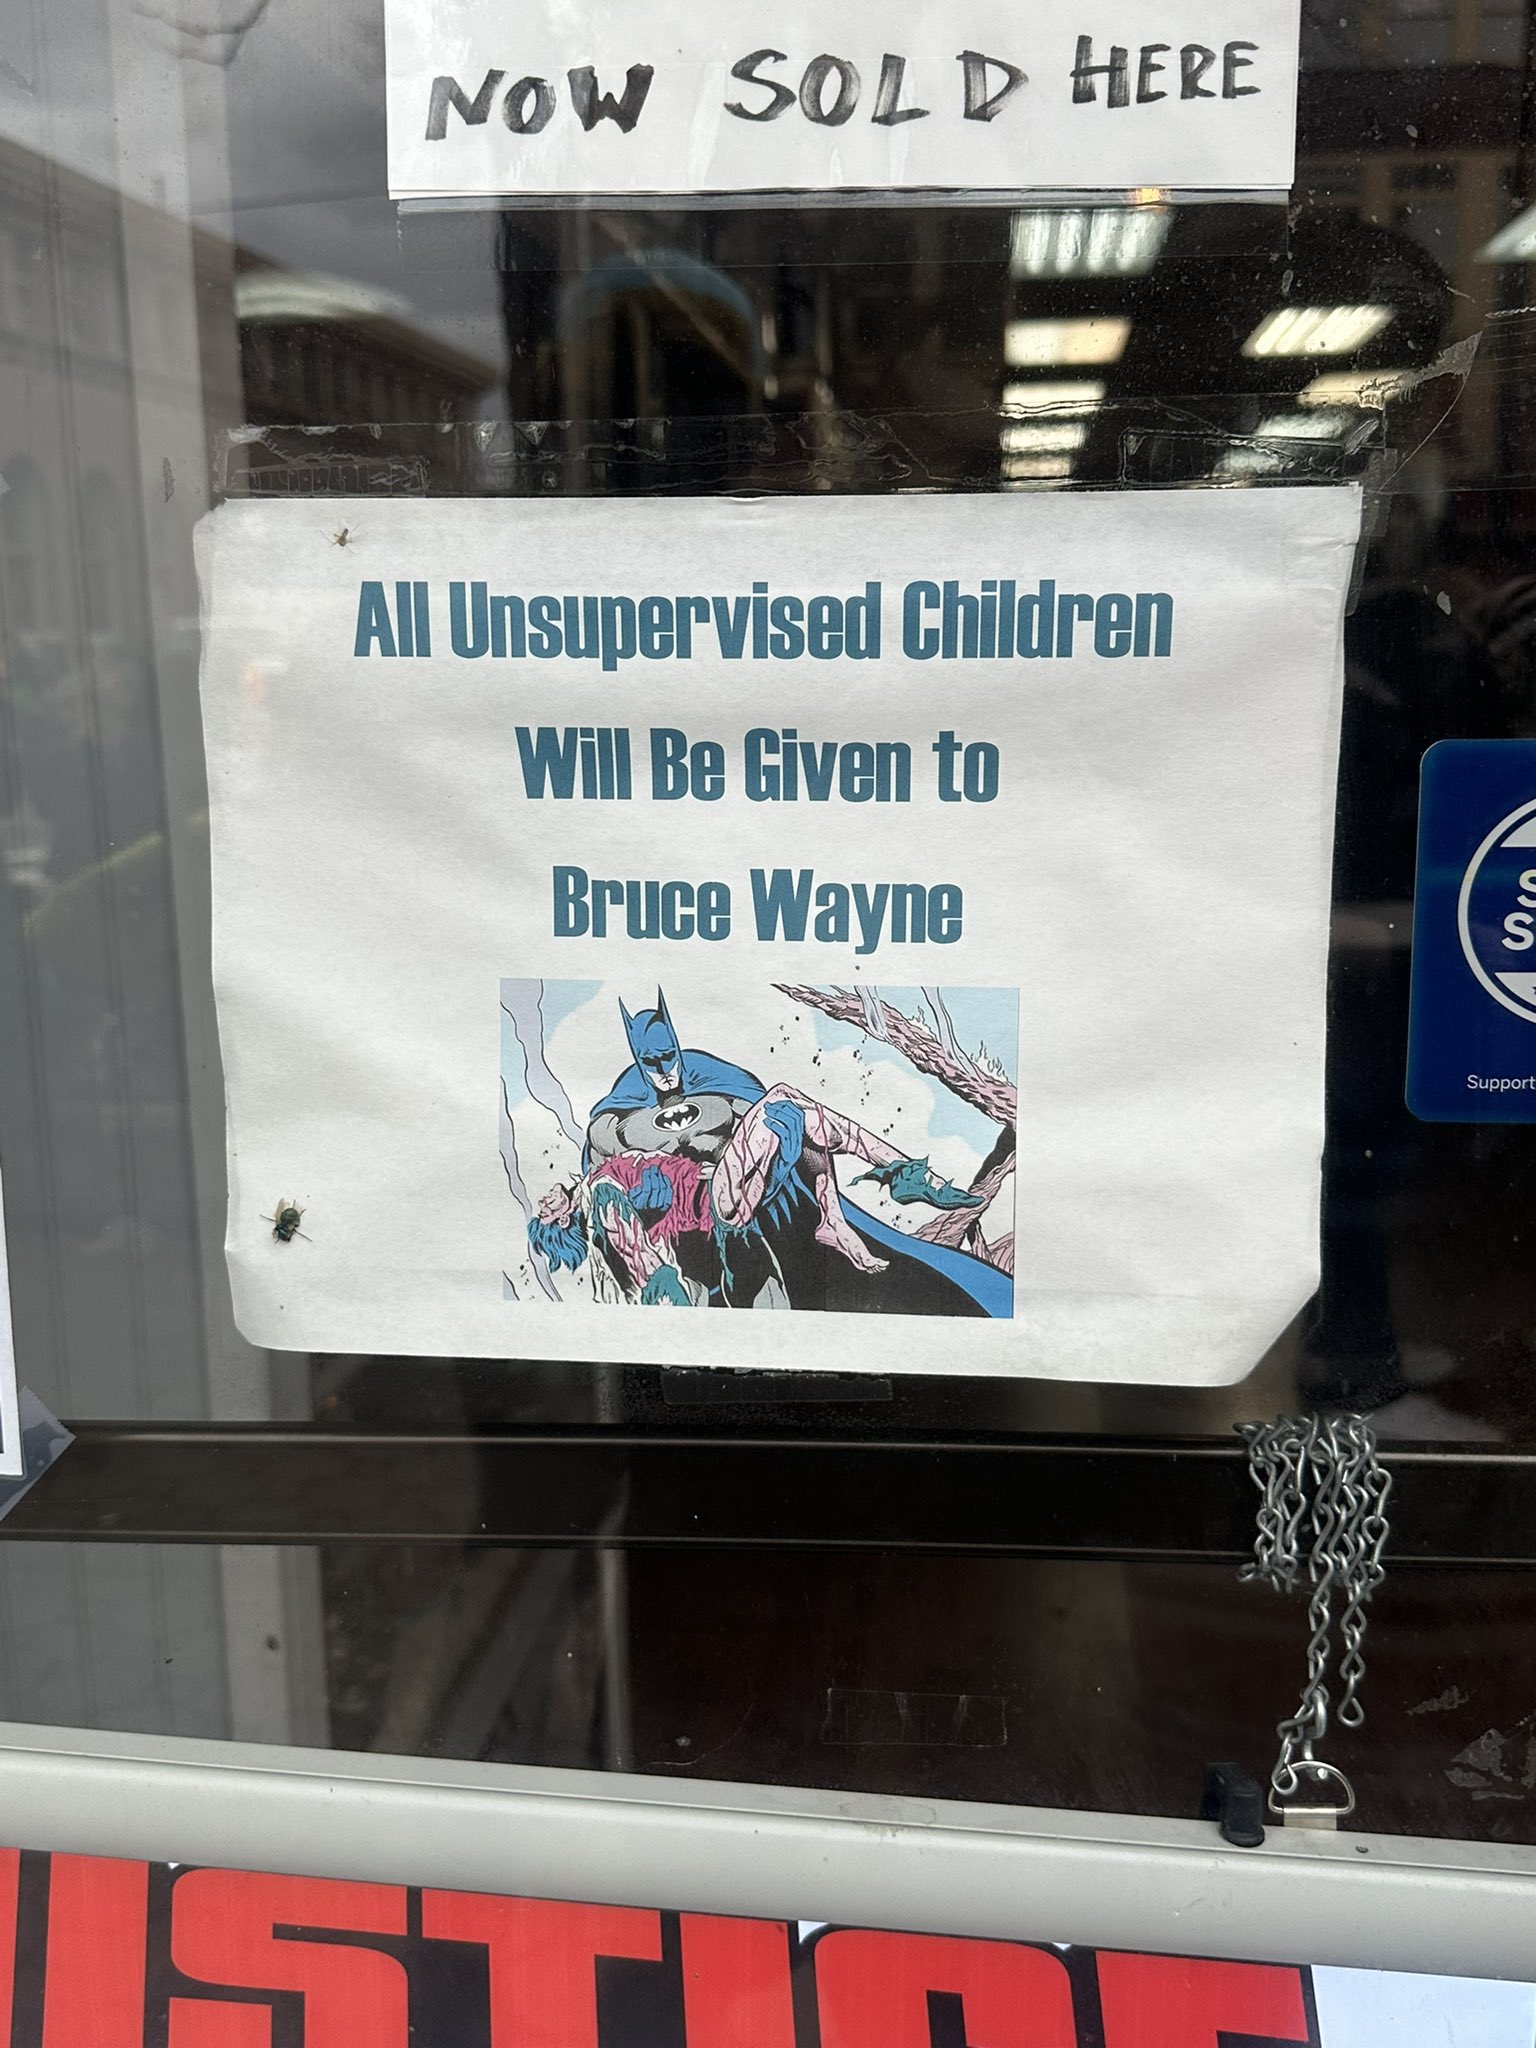 NOW SOLD HERE
All Unsupervised Children
Will Be Given to
Bruce Wayne
Support